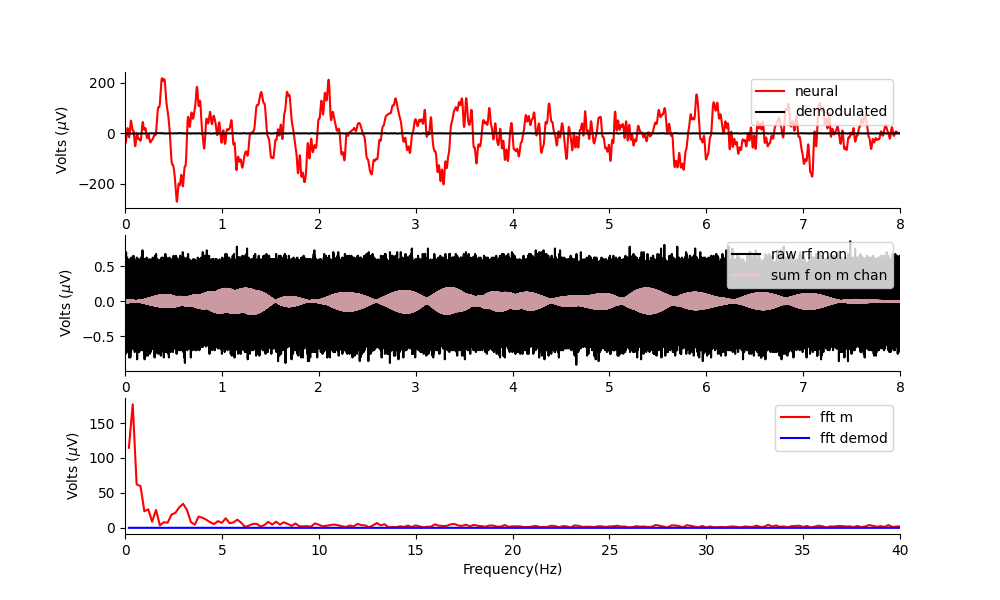 Volts (μV)
200
0
−200
neural
demodulated
0 1 2 3 4 5 6 7 8
Volts (μV)
0.5
0.0
−0.5
raw rf mon
sum f on m chan
0 1 2 3 4 5 6 7 8
Volts (μV)
150
100
50
0
fft m
fft demod
0 5 10 15 20 25 30 35 40
Frequency(Hz)